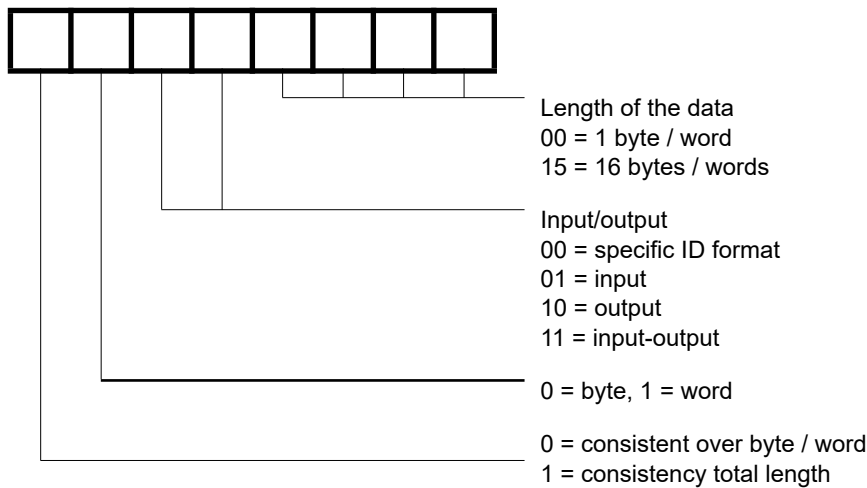 Length of the data
00 = 1 byte / word
15 = 16 bytes / words
Input/output
00 = specific ID format
01 = input
10 = output
11 = input-output
0 = byte, 1 = word
0 = consistent over byte / word
1 = consistency total length